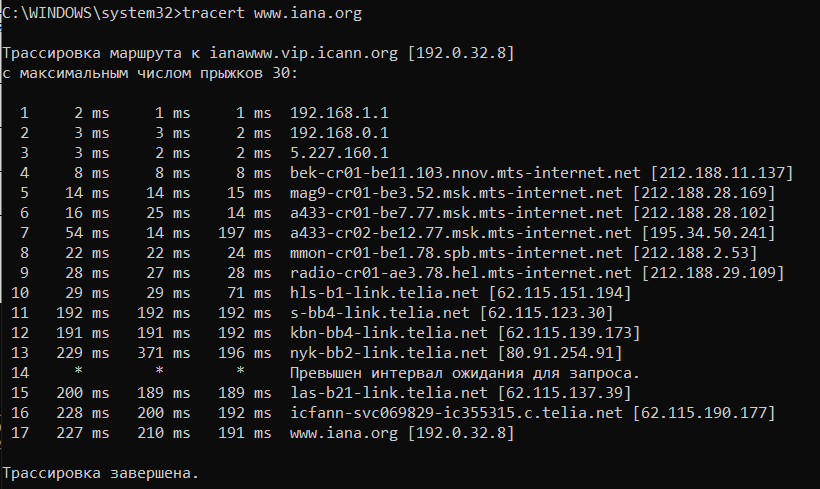 C:\WINDOWS\system32>tracert www.iana.org
Трассировка маршрута к ianawww.vip.icann.org [192.0.32.8]
с максимальным числом прыжков 30:
1 2 ms 1 ms 1 ms 192.168.1.1
2 3 ms 3 ms 2 ms 192.168.0.1
3 3 ms 2 ms 2 ms 5.227.160.1
4 8 ms 8 ms 8 ms bek-cr01-be11.103.nnov.mts-internet.net [212.188.11.137]
5 14 ms 14 ms 15 ms mag9-cr01-be3.52.msk.mts-internet.net [212.188.28.169]
6 16 ms 25 ms 14 ms a433-cr01-be7.77.msk.mts-internet.net [212.188.28.102]
7 54 ms 14 ms 197 ms a433-cr02-be12.77.msk.mts-internet.net [195.34.50.241]
8 22 ms 22 ms 24 ms mmon-cr01-be1.78.spb.mts-internet.net [212.188.2.53]
9 28 ms 27 ms 28 ms radio-cr01-ae3.78.hel.mts-internet.net [212.188.29.109]
10 29 ms 29 ms 71 ms hls-b1-link.telia.net [62.115.151.194]
11 192 ms 192 ms 192 ms s-bb4-link.telia.net [62.115.123.30]
12 191 ms 191 ms 192 ms kbn-bb4-link.telia.net [62.115.139.173]
13 229 ms 371 ms 196 ms nyk-bb2-link.telia.net [80.91.254.91]
14 * * * Превышен интервал ожидания для запроса.
15 200 ms 189 ms 189 ms las-b21-link.telia.net [62.115.137.39]
16 228 ms 200 ms 192 ms icfann-svc069829-ic355315.c.telia.net [62.115.190.177]
17 227 ms 210 ms 191 ms www.iana.org [192.0.32.8]
Трассировка завершена.